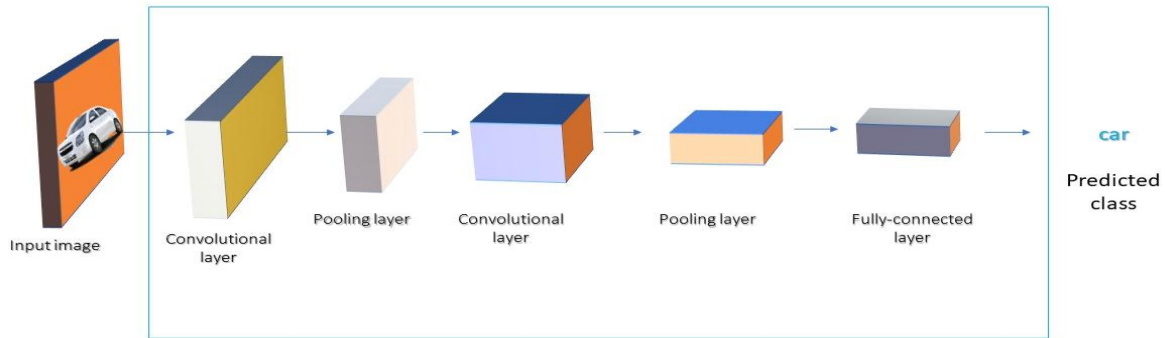 Input image
Convolutional
layer
Pooling layer
Convolutional
layer
Pooling layer
Fully-connected
layer
car
Predicted
class